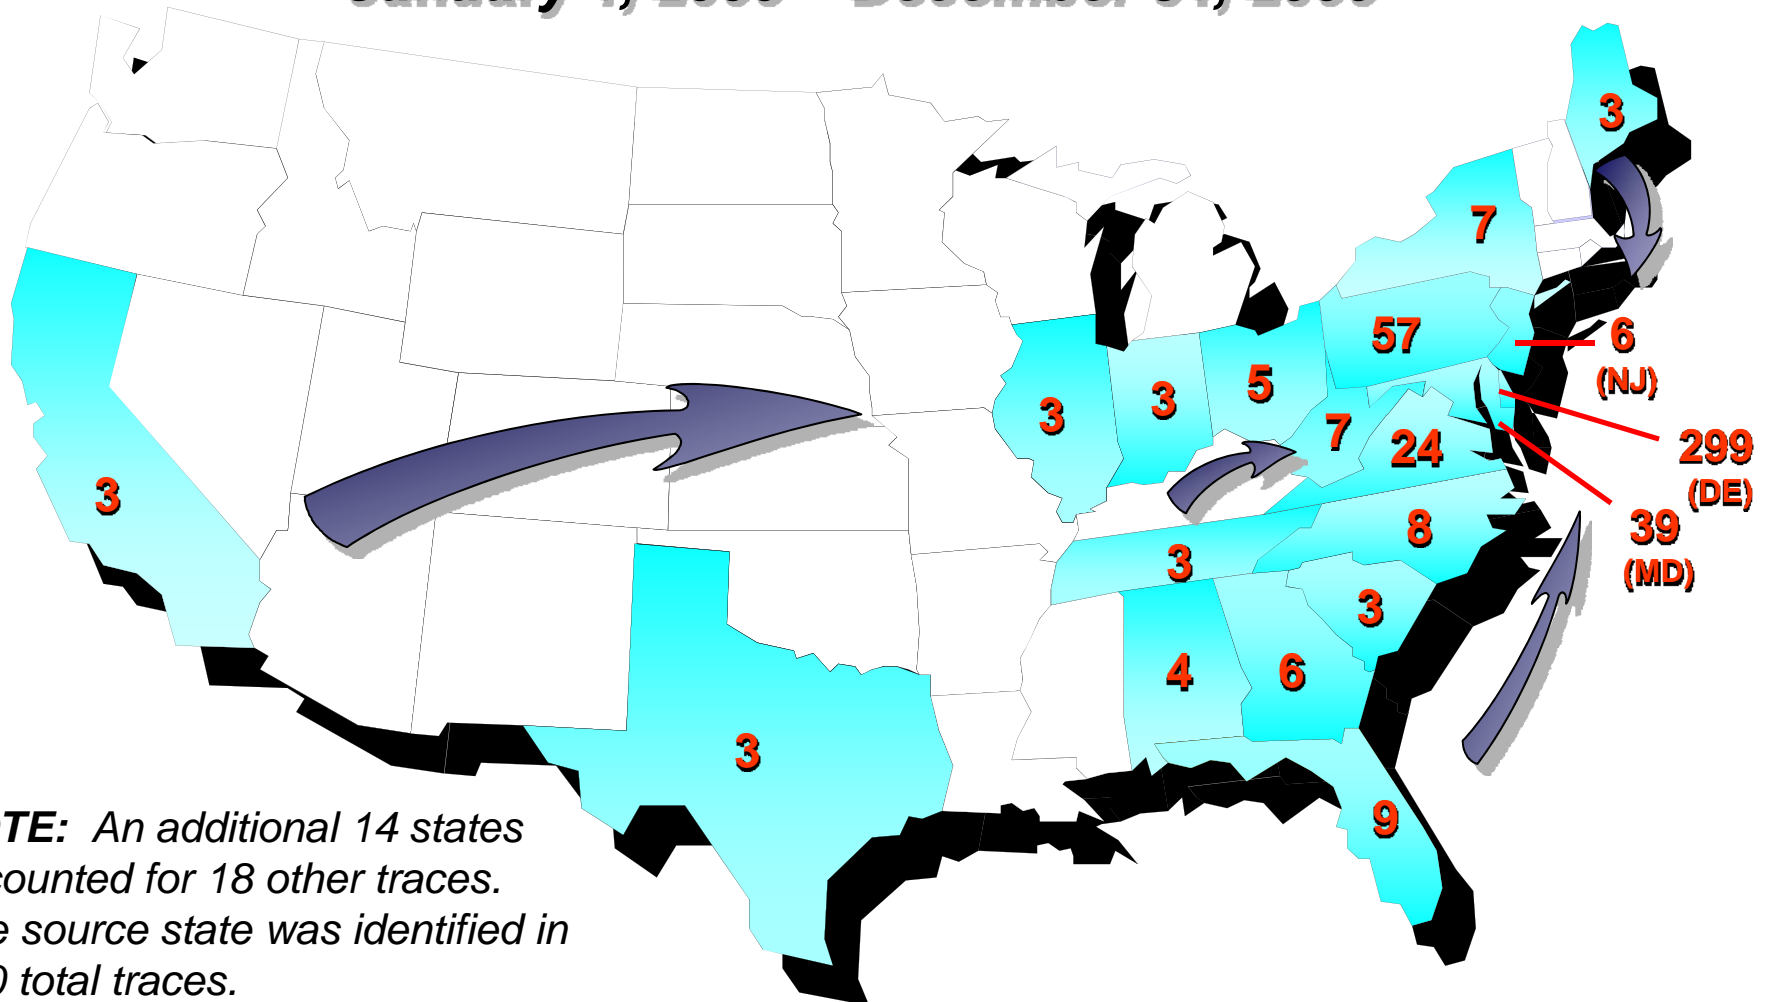 3
7
57
6
(NJ)
3
3
5
7
24
299
(DE)
3
39
(MD)
8
3
3
4
6
3
9
TE: An additional 14 states
counted for 18 other traces.
source state was identified in
total traces.